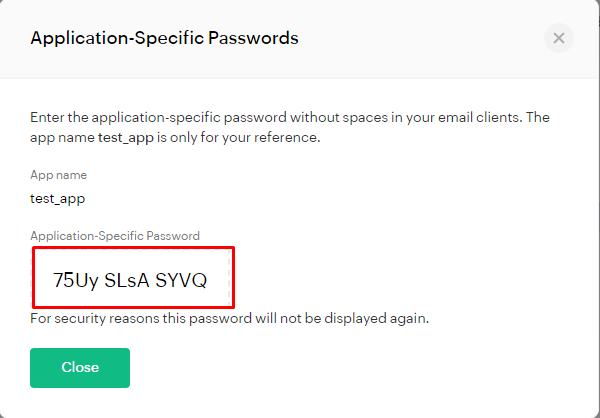 Application-Specific Passwords
Enter the application-specific password without spaces in your email clients. The
app name test_app is only for your reference.
App name
test_app
Application-Specific Password
75Uy SLsA SYVQ
For security reasons this password will not be displayed again.
Close